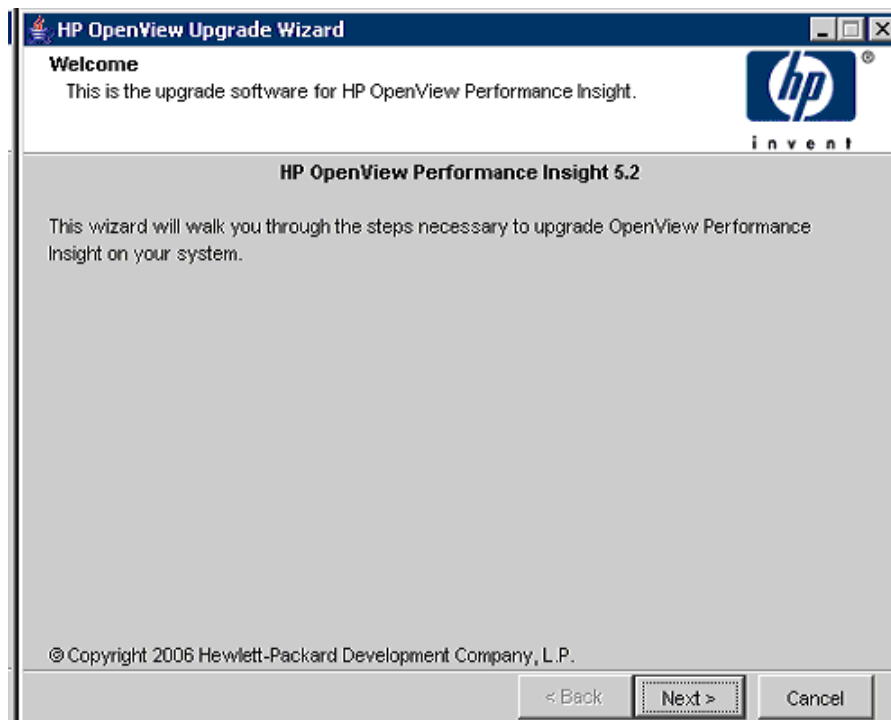 HP OpenView Upgrade Wizard
Welcome
This is the upgrade software for HP OpenView Performance Insight.
hp
®
invent
HP OpenView Performance Insight 5.2
This wizard will walk you through the steps necessary to upgrade OpenView Performance
Insight on your system.
© Copyright 2006 Hewlett-Packard Development Company, L.P.
< Back
Next >
Cancel